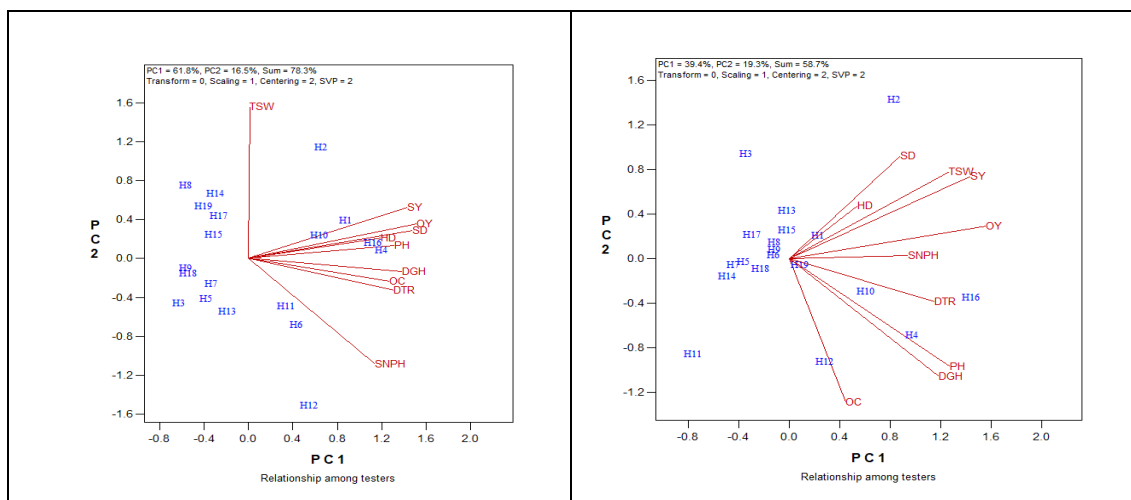 PC1 = 61.8%, PC2 = 16.5%, Sum = 78.3%
Transform = 0, Scaling = 1, Centering = 2, SVP = 2
1.6
1.2
0.8
0.4
0.0
-0.4
-0.8
-1.2
-1.6
P
C
2
TSW
H2
H8
H14
H19
H17
H15
H1
H10
SY
OY
SD
HD
PH
H16
H4
DGH
OC
DTR
H9
H18
H7
H3
H5
H13
H11
H6
SNPH
H12
-0.8 -0.4 0.0 0.4 0.8 1.2 1.6 2.0
PC1
Relationship among testers
PC1 = 39.4%, PC2 = 19.3%, Sum = 58.7%
Transform = 0, Scaling = 1, Centering = 2, SVP = 2
1.6
1.2
0.8
0.4
0.0
-0.4
-0.8
-1.2
P
C
2
H2
H3
SD
TSW
SY
HD
H13
H15
H1
H17
H8
H9
H6
OY
SNPH
H5
H7
H18
H19
H14
H10
H16
DTR
H4
H11
H12
PH
DGH
OC
-0.8 -0.4 0.0 0.4 0.8 1.2 1.6 2.0
PC1
Relationship among testers